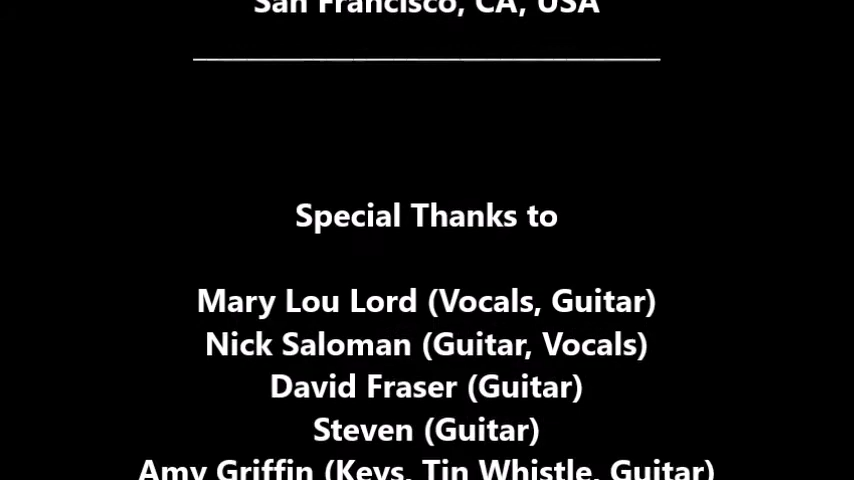 San Francisco, CA, USA
Special Thanks to
Mary Lou Lord (Vocals, Guitar)
Nick Saloman (Guitar, Vocals)
David Fraser (Guitar)
Steven (Guitar)
Amy Griffin (Keys, Tin Whistle, Guitar)